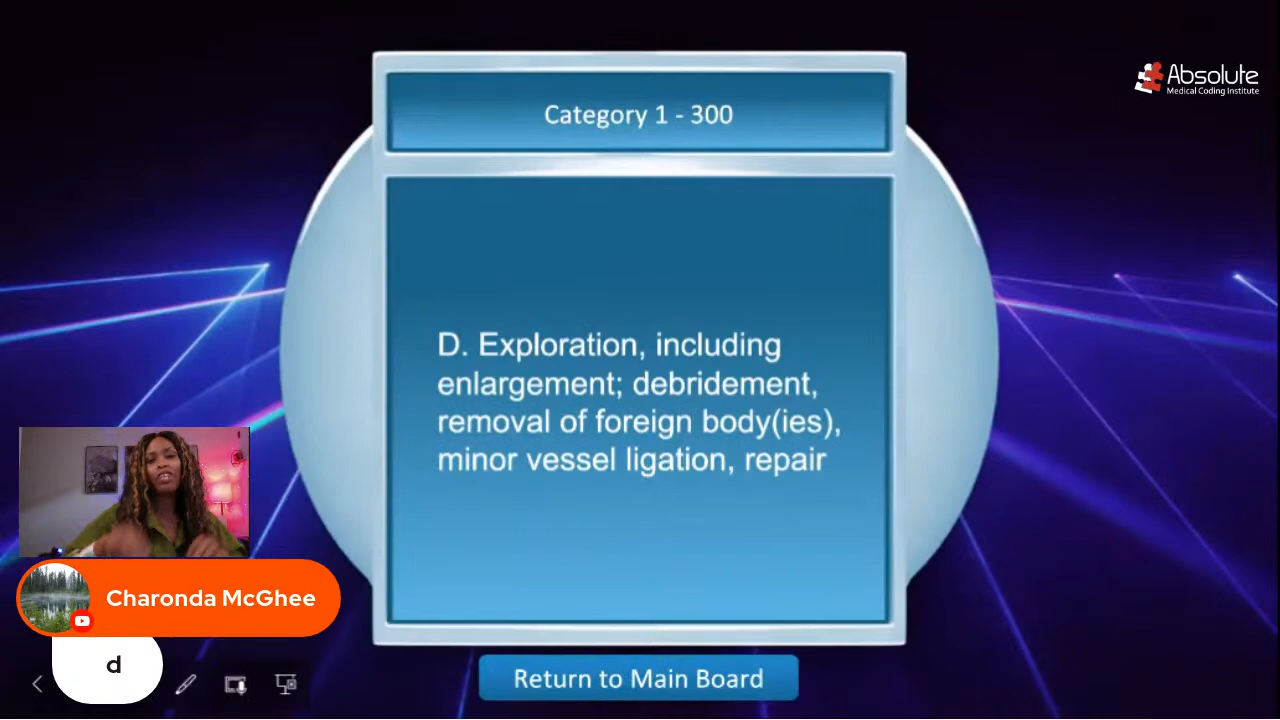 Absolute
Medical Coding Institute
Category 1 - 300
D. Exploration, including
enlargement; debridement,
removal of foreign body(ies),
minor vessel ligation, repair
Charonda McGhee
d
Return to Main Board